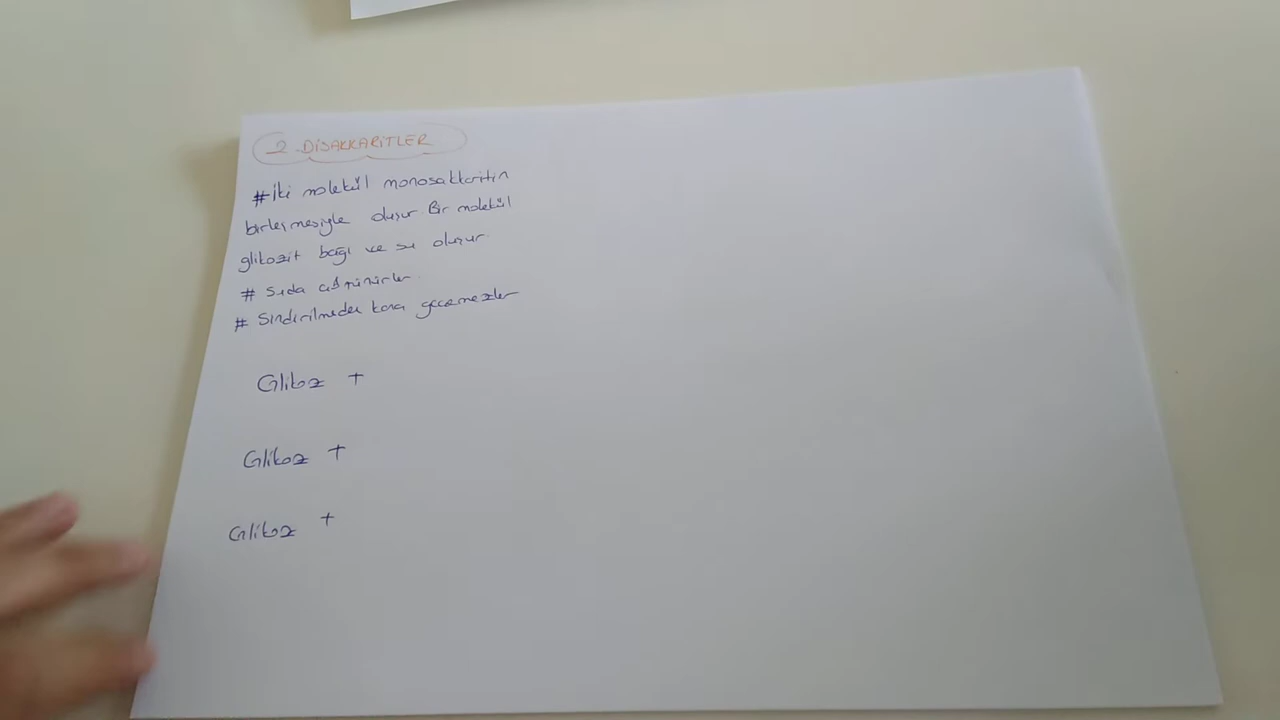 2. DİSAKKARİTLER
# İki molekül monosakkaritin
birleşmesiyle oluşur Bir molekül
glikozit bağı ve su oluşur.
# Suda çözünürler.
# Sindirilmeden kana geçemezler
Glikoz +
Glikoz +
Glikoz +